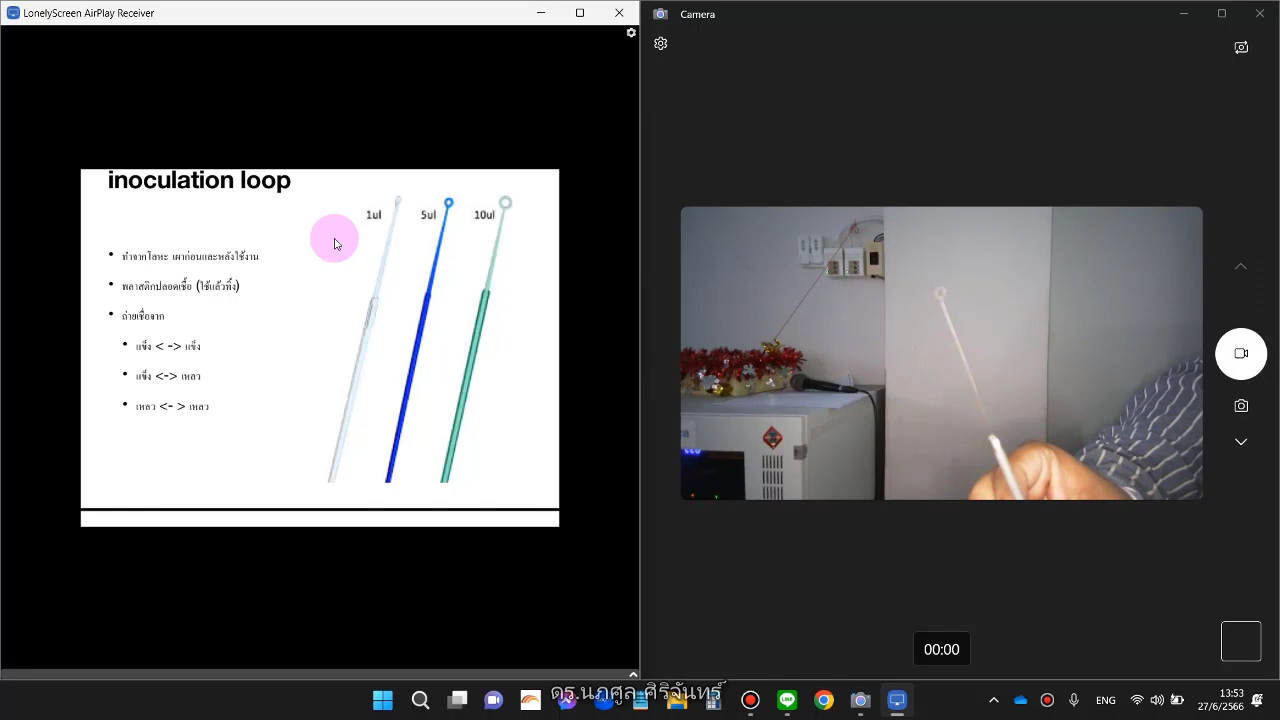 LonelyScreen AirPlay Receiver
Camera
inoculation loop
1ul
5ul
10ul
• ทำจากโลหะ เผาก่อนและหลังใช้งาน
• พลาสติกปลอดเชื้อ (ใช้แล้วทิ้ง)
• ถ่ายเชื้อจาก
• แข็ง < -> แข็ง
• แข็ง <-> เหลว
• เหลว <- > เหลว
00:00
ดร.นภศูล ศิริจันทร์
ENG
13:53
27/6/2566